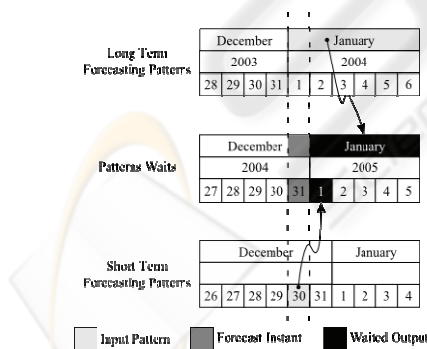 Long Term
Forecasting Patterns
December January
2003 2004
28 29 30 31 1 2 3 4 5 6
Patterns Waits
December January
2004 2005
27 28 29 30 31 1 2 3 4 5
Short Term
Forecasting Patterns
December January
26 27 28 29 30 31 1 2 3 4
Input Pattern Forecast Instant Waited Output